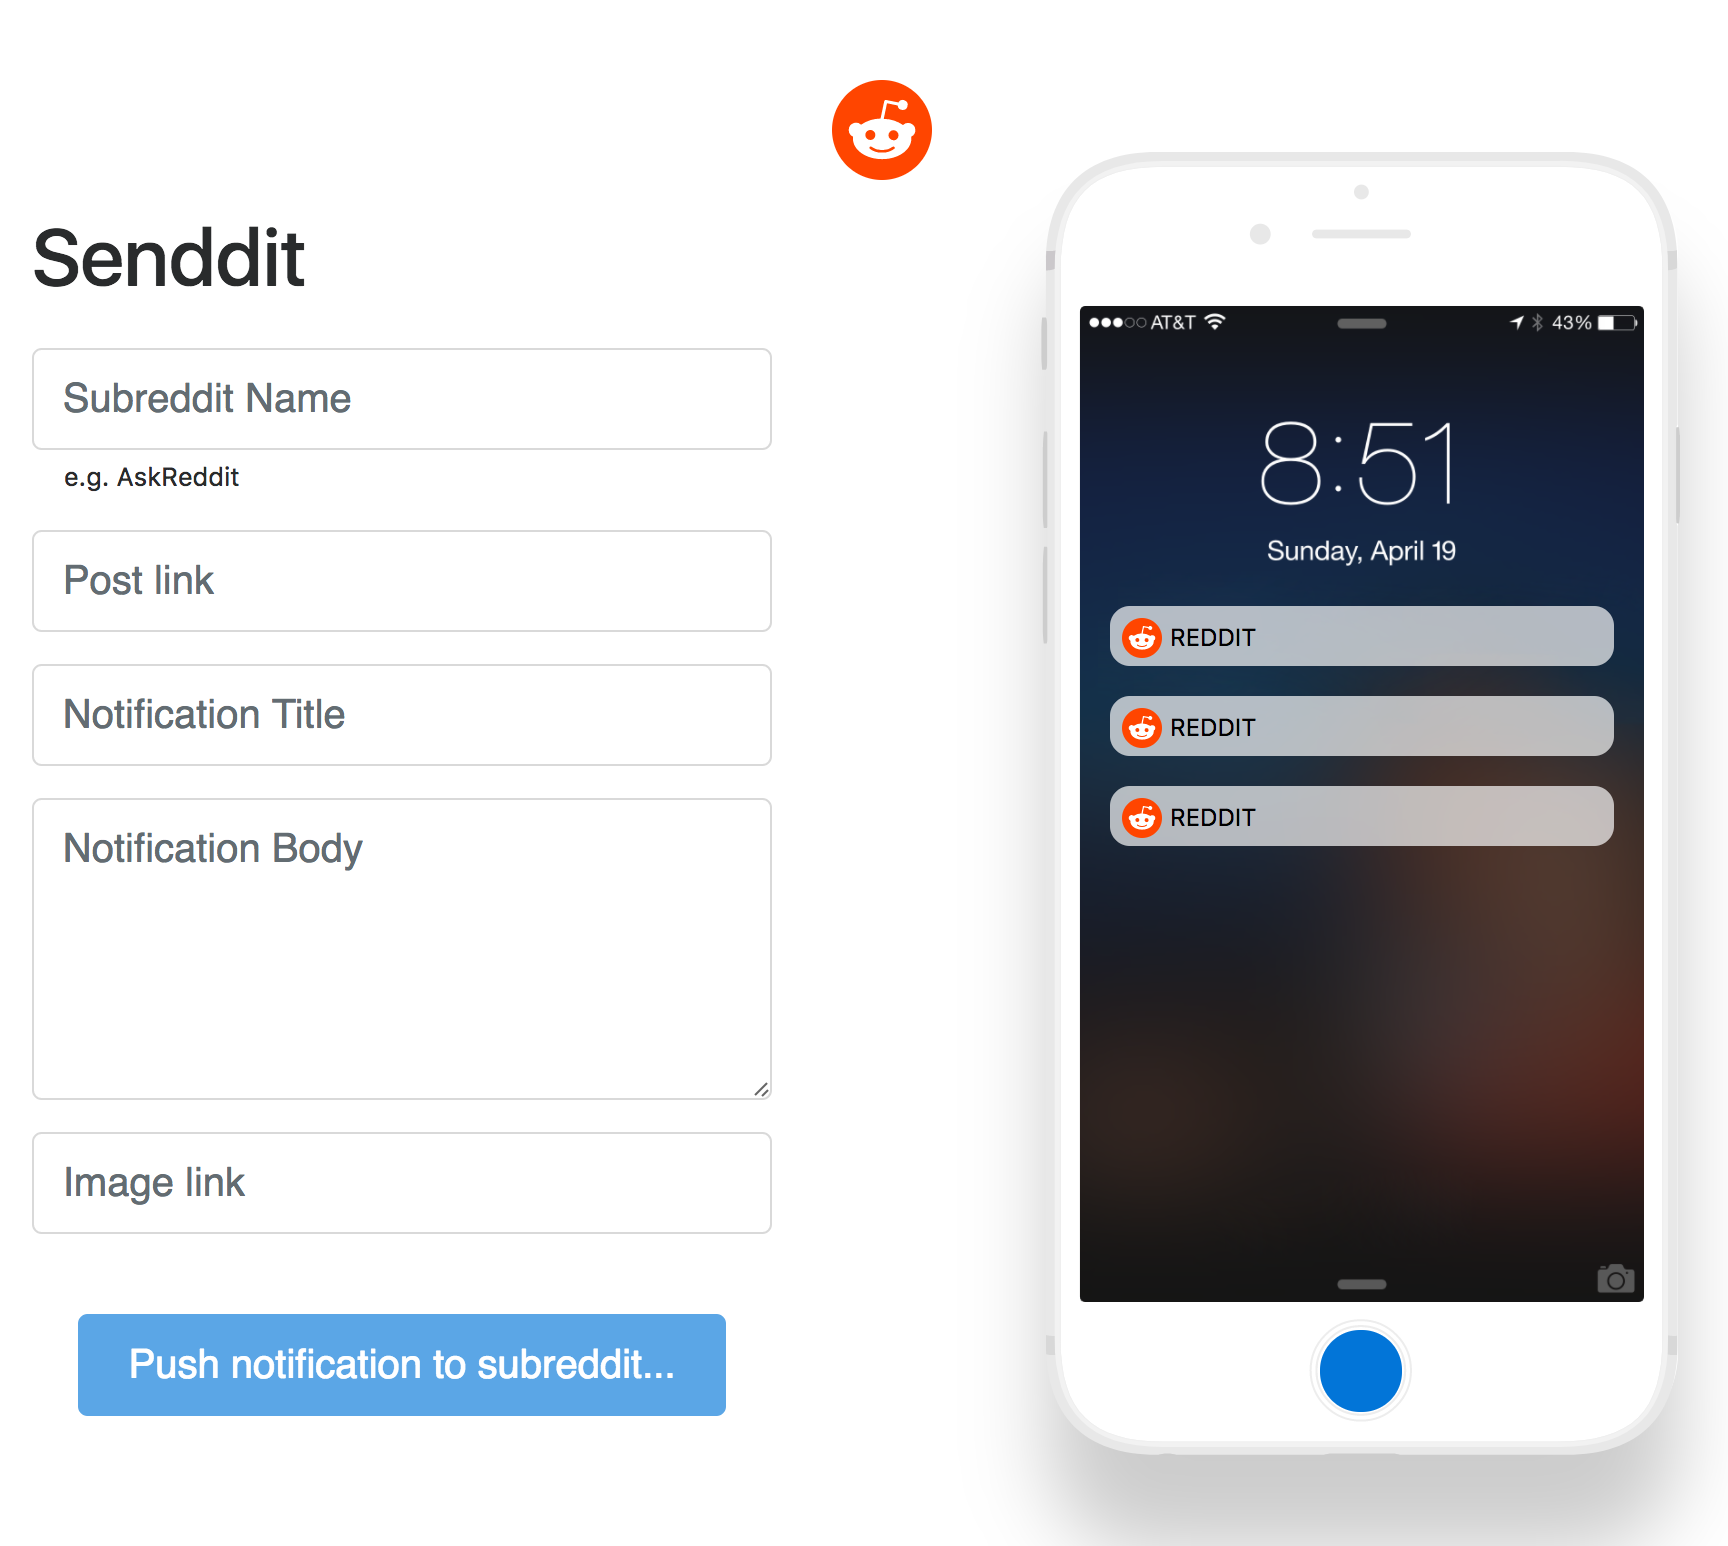 Senddit
Subreddit Name
e.g. AskReddit
Post link
Notification Title
Notification Body
Image link
Push notification to subreddit...
AT&T 43%
8:51
Sunday, April 19
REDDIT
REDDIT
REDDIT